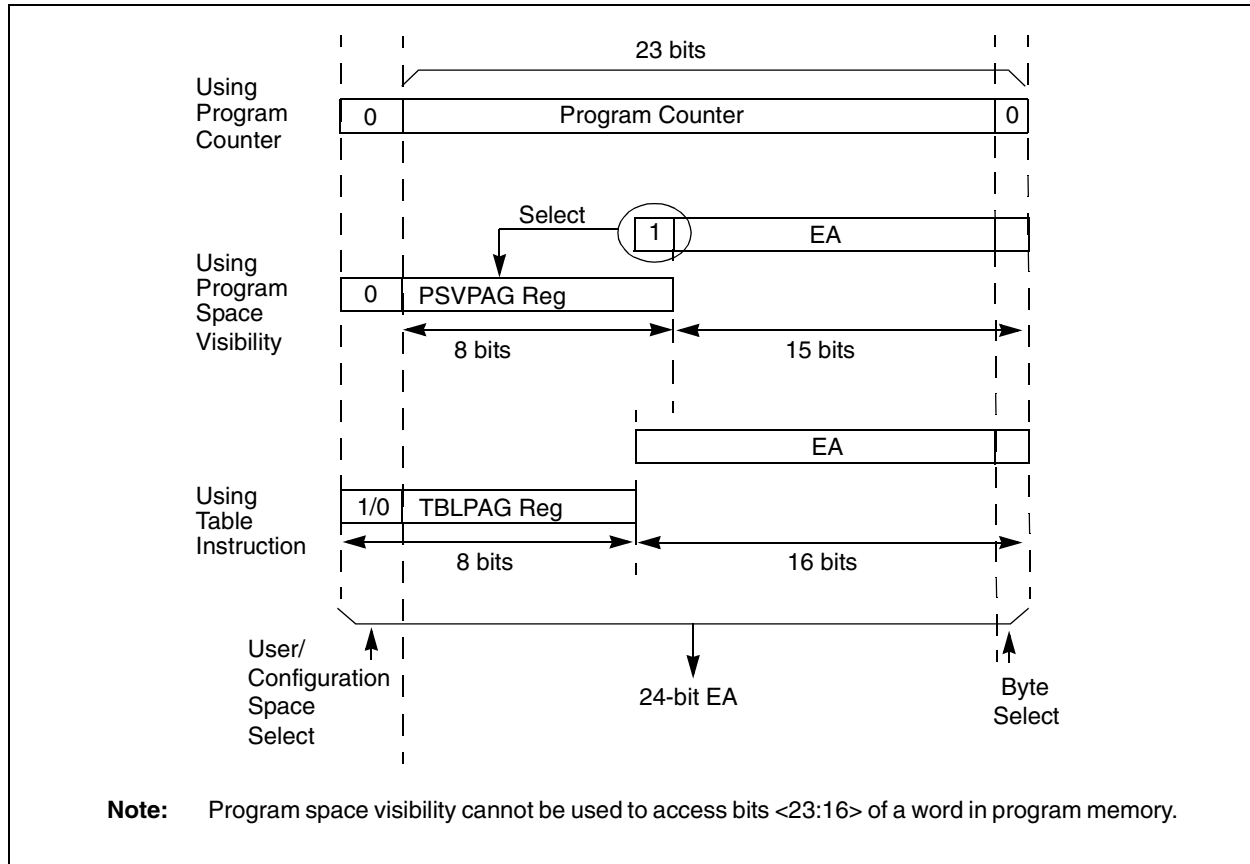 23 bits
Using
Program
Counter
0
Program Counter
0
Select
1
EA
Using
Program
Space
Visibility
0
PSVPAG Reg
8 bits
15 bits
EA
Using
Table
Instruction
1/0
TBLPAG Reg
8 bits
16 bits
User/
Configuration
Space
Select
24-bit EA
Byte
Select
Note: Program space visibility cannot be used to access bits <23:16> of a word in program memory.